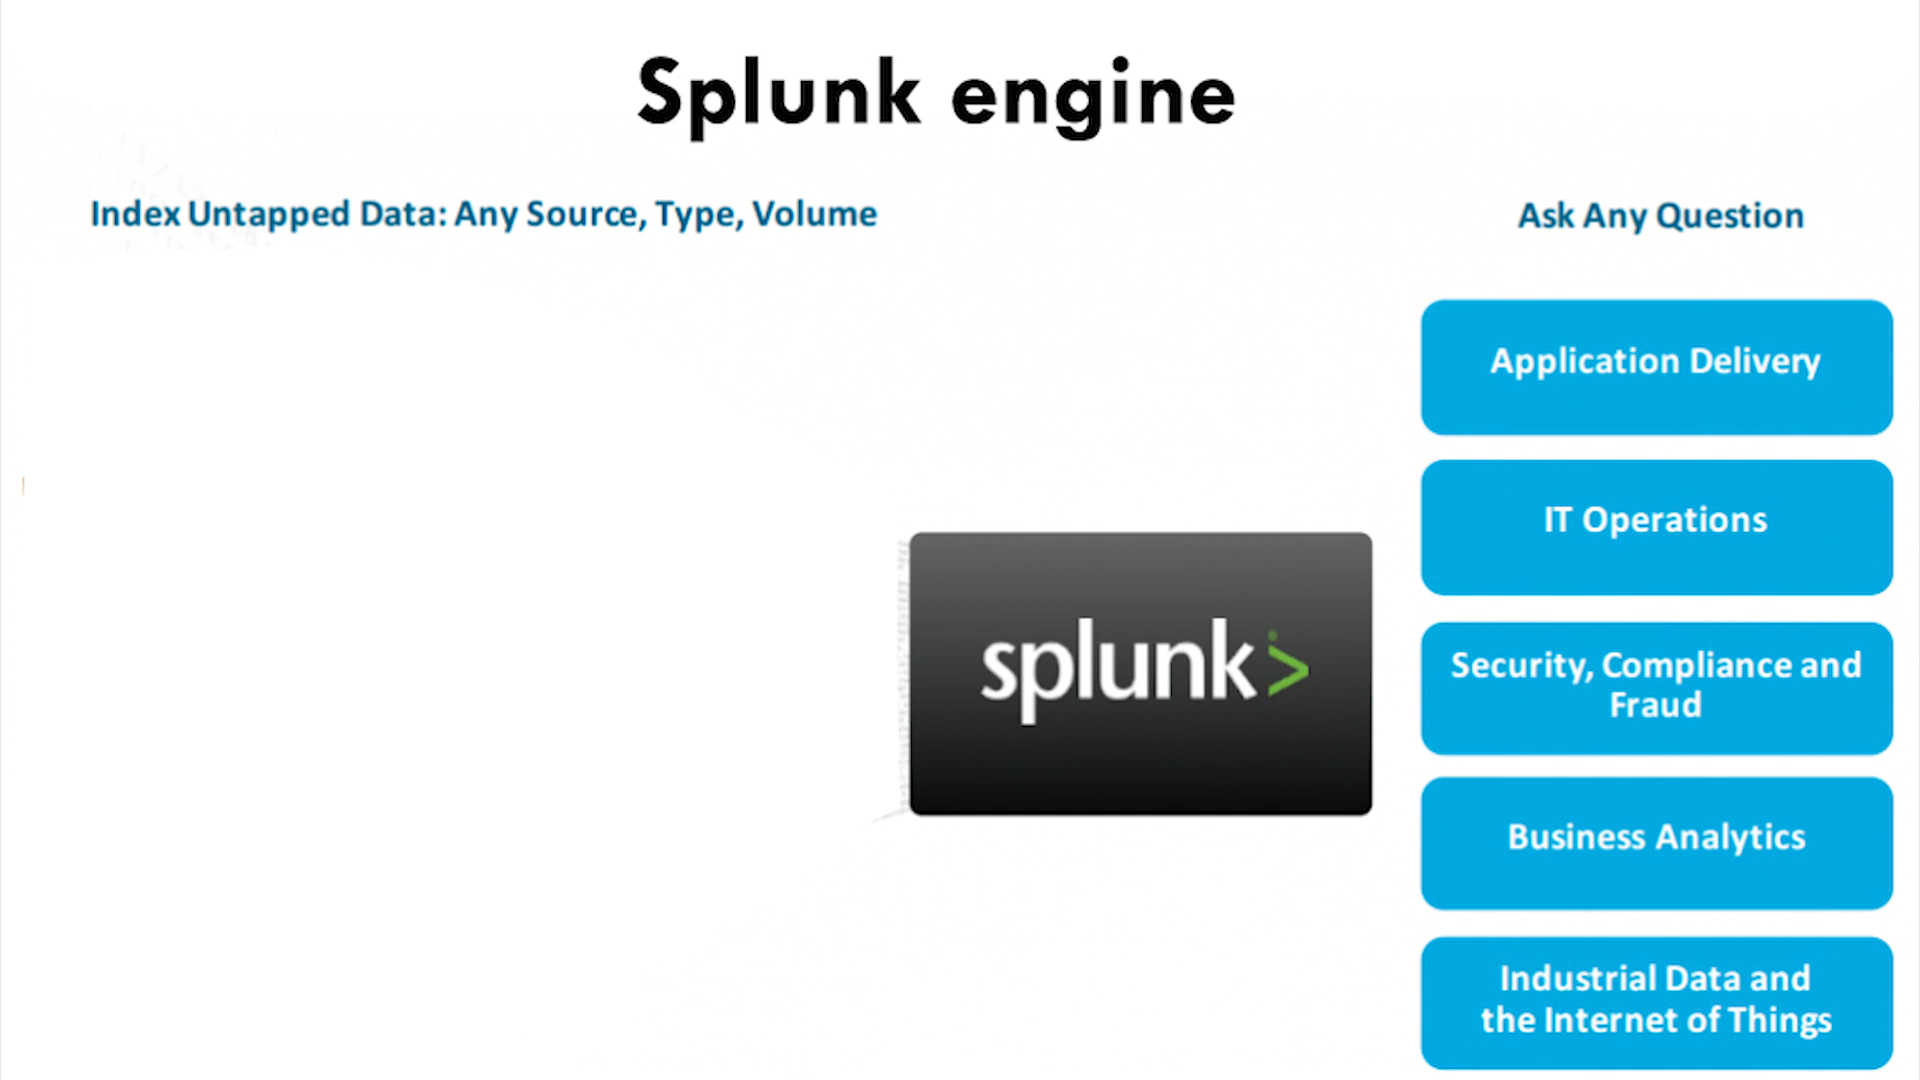 Splunk engine
Index Untapped Data: Any Source, Type, Volume
Ask Any Question
Application Delivery
IT Operations
splunk>
Security, Compliance and
Fraud
Business Analytics
Industrial Data and
the Internet of Things